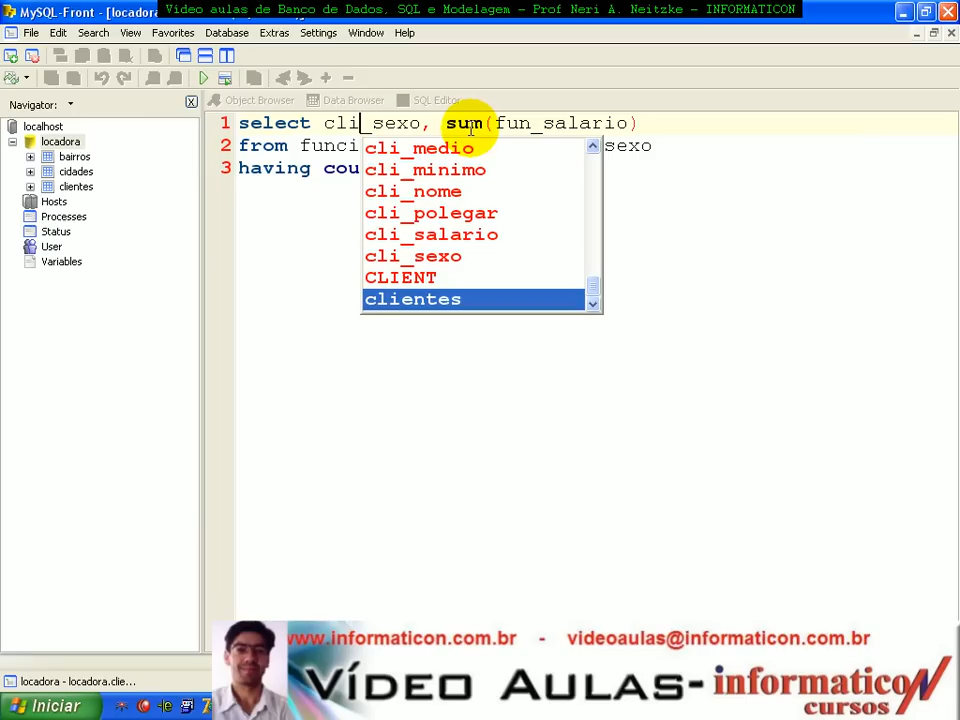 MySQL-Front - [locadora
Vídeo aulas de Banco de Dados, SQL e Modelagem - Prof Neri A. Neitzke - INFORMATICON
File Edit Search View Favorites Database Extras Settings Window Help
Navigator:
Object Browser Data Browser SQL Editor
localhost
locadora
bairros
cidades
clientes
Hosts
Processes
Status
User
Variables
1 select cli_sexo, sum(fun_salario)
2 from funci sexo
3 having cou
cli_medio
cli_minimo
cli_nome
cli_polegar
cli_salario
cli_sexo
CLIENT
clientes
www.informaticon.com.br - videoaulas@informaticon.com.br
VÍDEO AULAS-informaticon
cursos
locadora - locadora.clie...
Iniciar